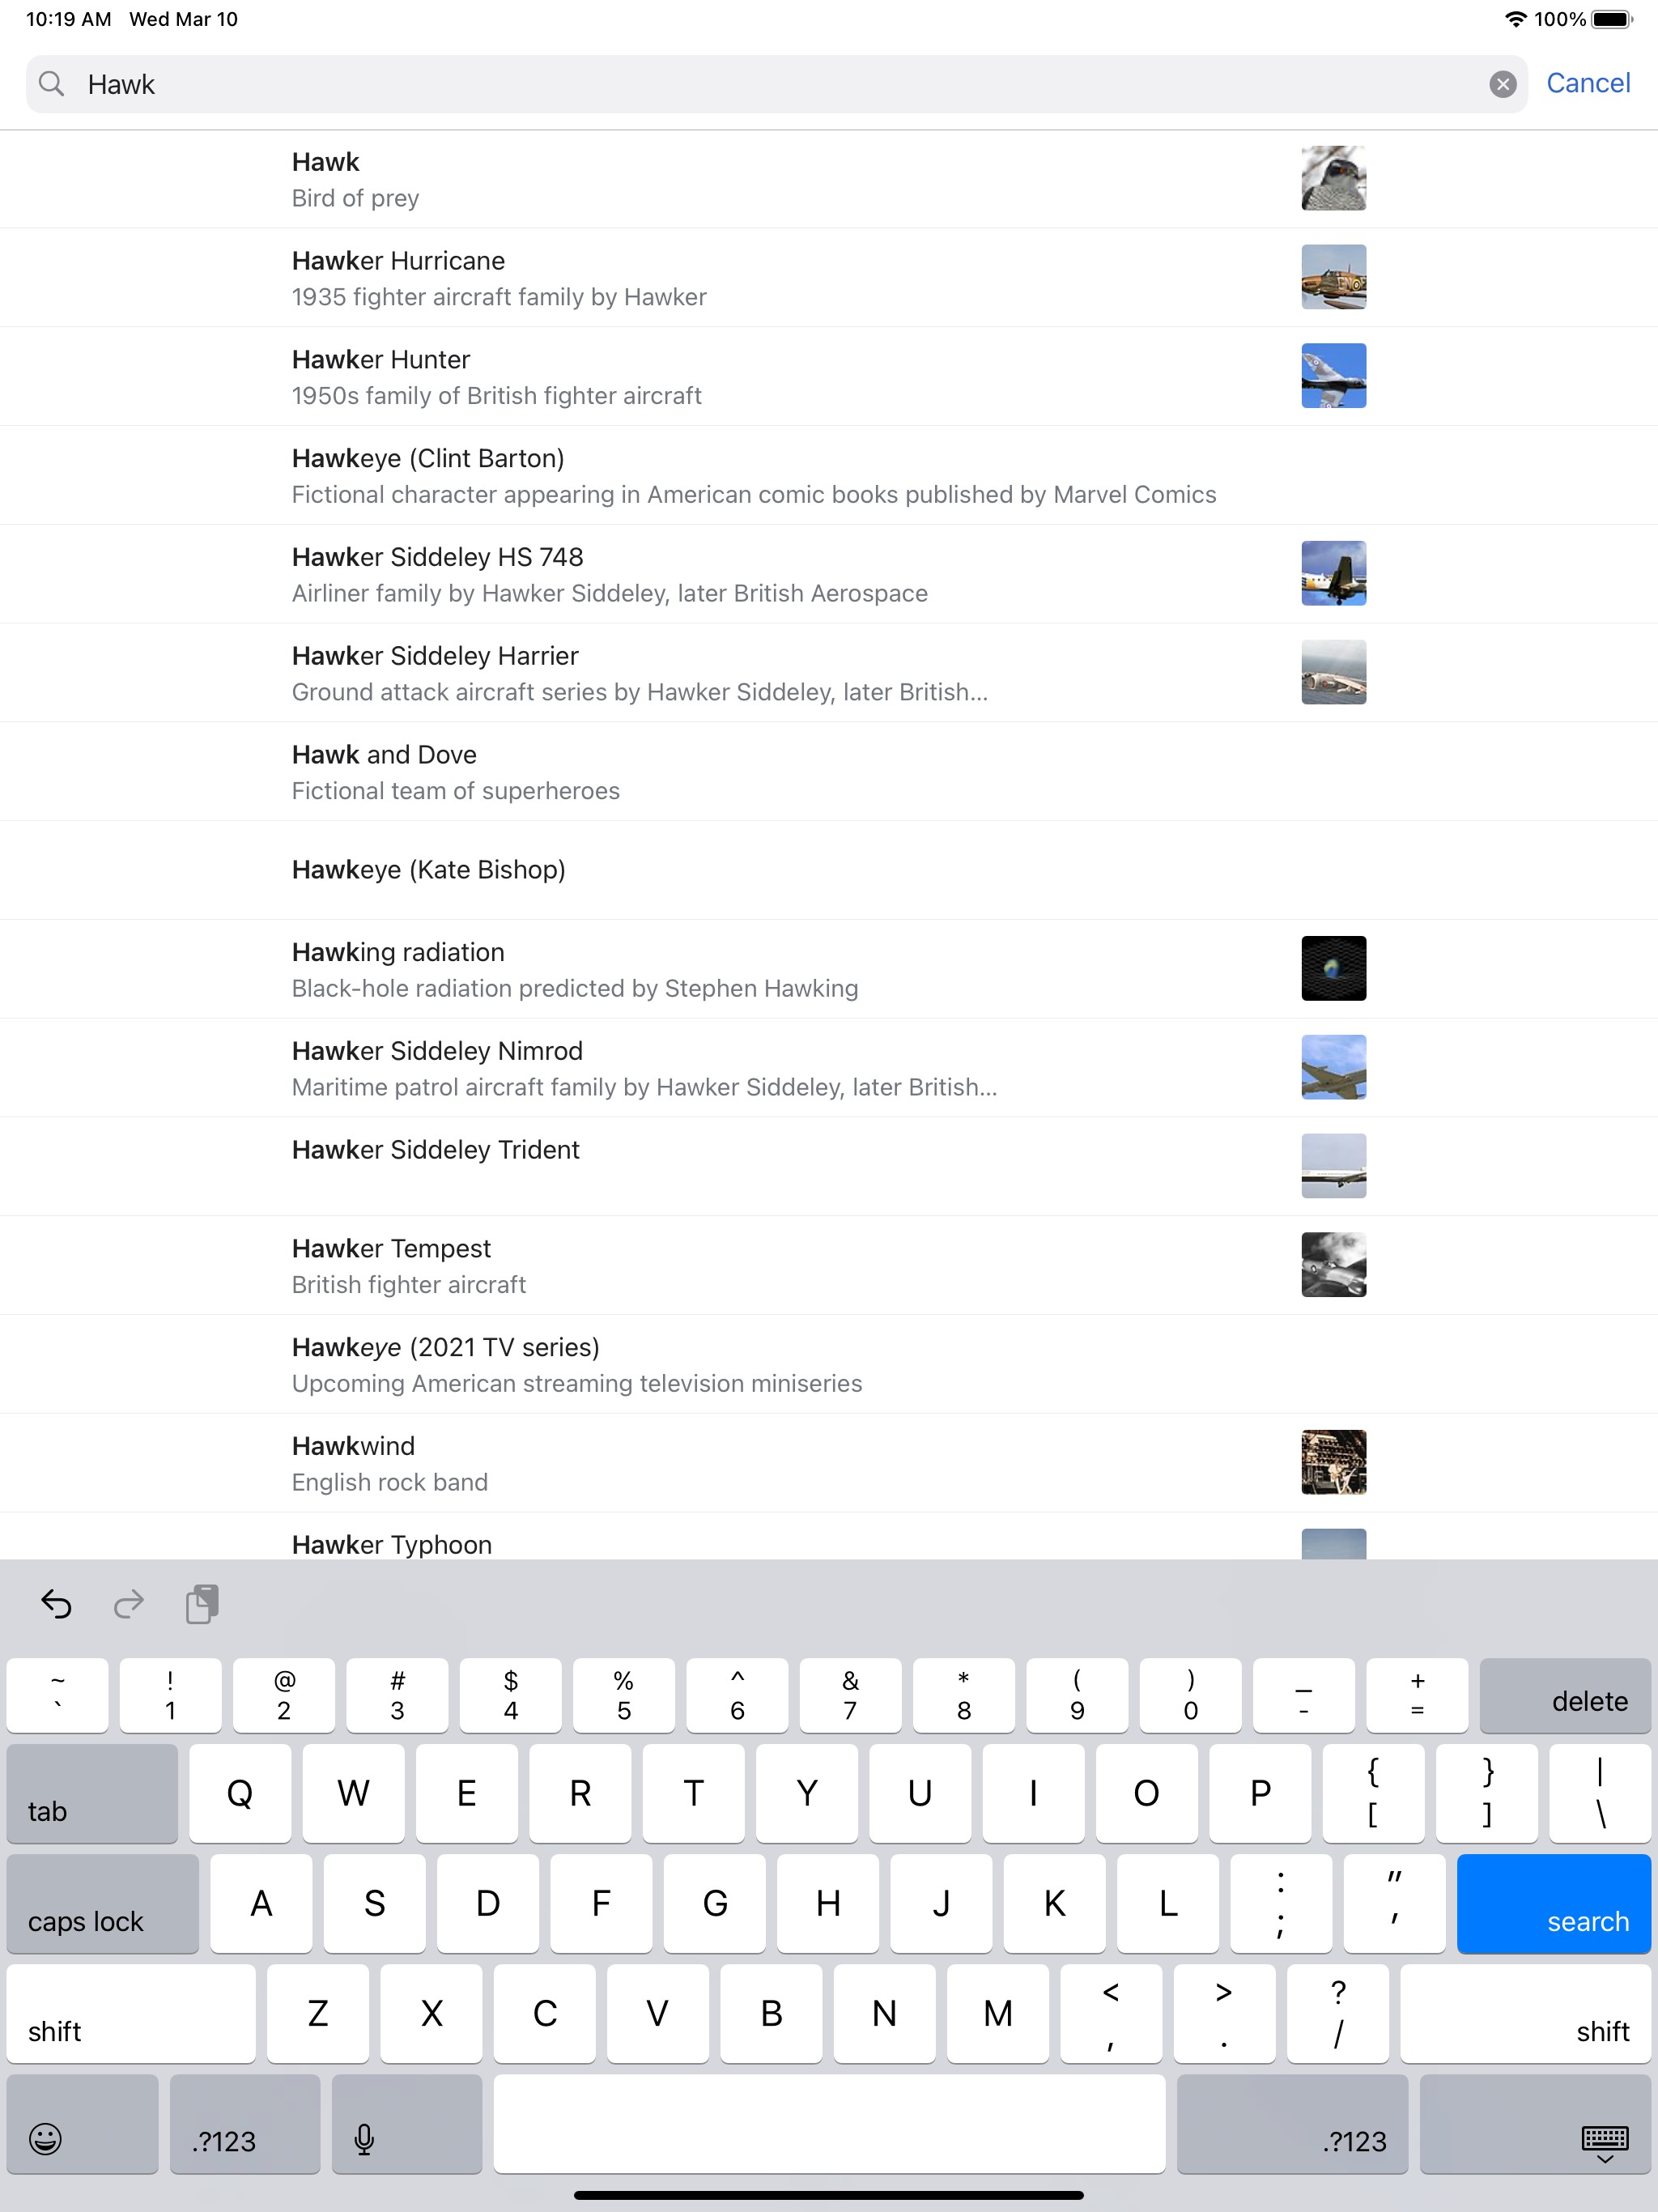 10:19 AM Wed Mar 10 100%
Hawk Cancel
Hawk
Bird of prey
Hawker Hurricane
1935 fighter aircraft family by Hawker
Hawker Hunter
1950s family of British fighter aircraft
Hawkeye (Clint Barton)
Fictional character appearing in American comic books published by Marvel Comics
Hawker Siddeley HS 748
Airliner family by Hawker Siddeley, later British Aerospace
Hawker Siddeley Harrier
Ground attack aircraft series by Hawker Siddeley, later British...
Hawk and Dove
Fictional team of superheroes
Hawkeye (Kate Bishop)
Hawking radiation
Black-hole radiation predicted by Stephen Hawking
Hawker Siddeley Nimrod
Maritime patrol aircraft family by Hawker Siddeley, later British...
Hawker Siddeley Trident
Hawker Tempest
British fighter aircraft
Hawkeye (2021 TV series)
Upcoming American streaming television miniseries
Hawkwind
English rock band
Hawker Typhoon
~ ! @ # $ % ^ & * ( ) _ +
` 1 2 3 4 5 6 7 8 9 0 - = delete
tab Q W E R T Y U I O P { [ } ] | \
caps lock A S D F G H J K L : ; " ' search
shift Z X C V B N M < , > . ? / shift
.?123 .?123